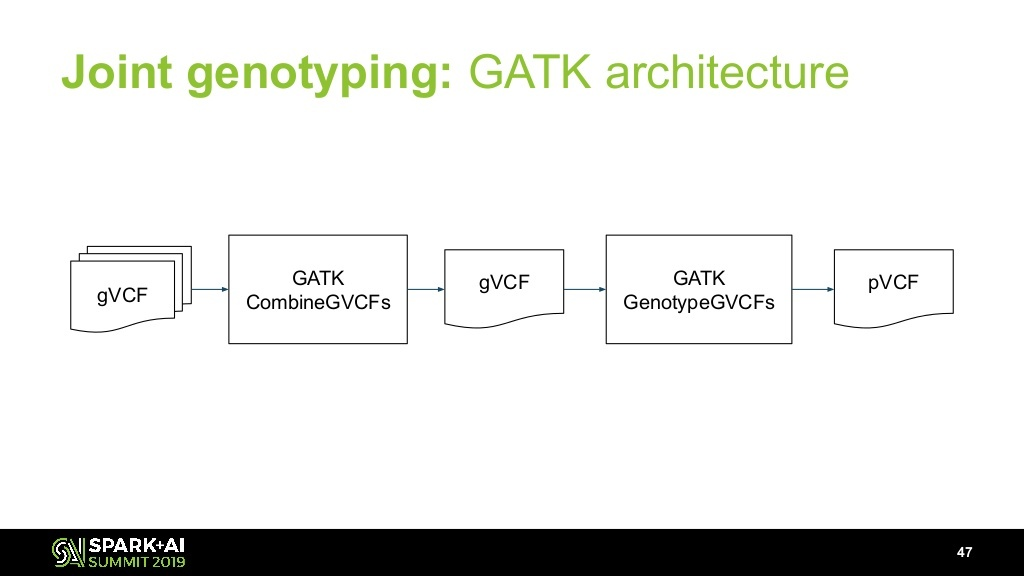 Joint genotyping: GATK architecture
gVCF
GATK
CombineGVCFs
gVCF
GATK
GenotypeGVCFs
pVCF
SPARK+AI
SUMMIT 2019
47